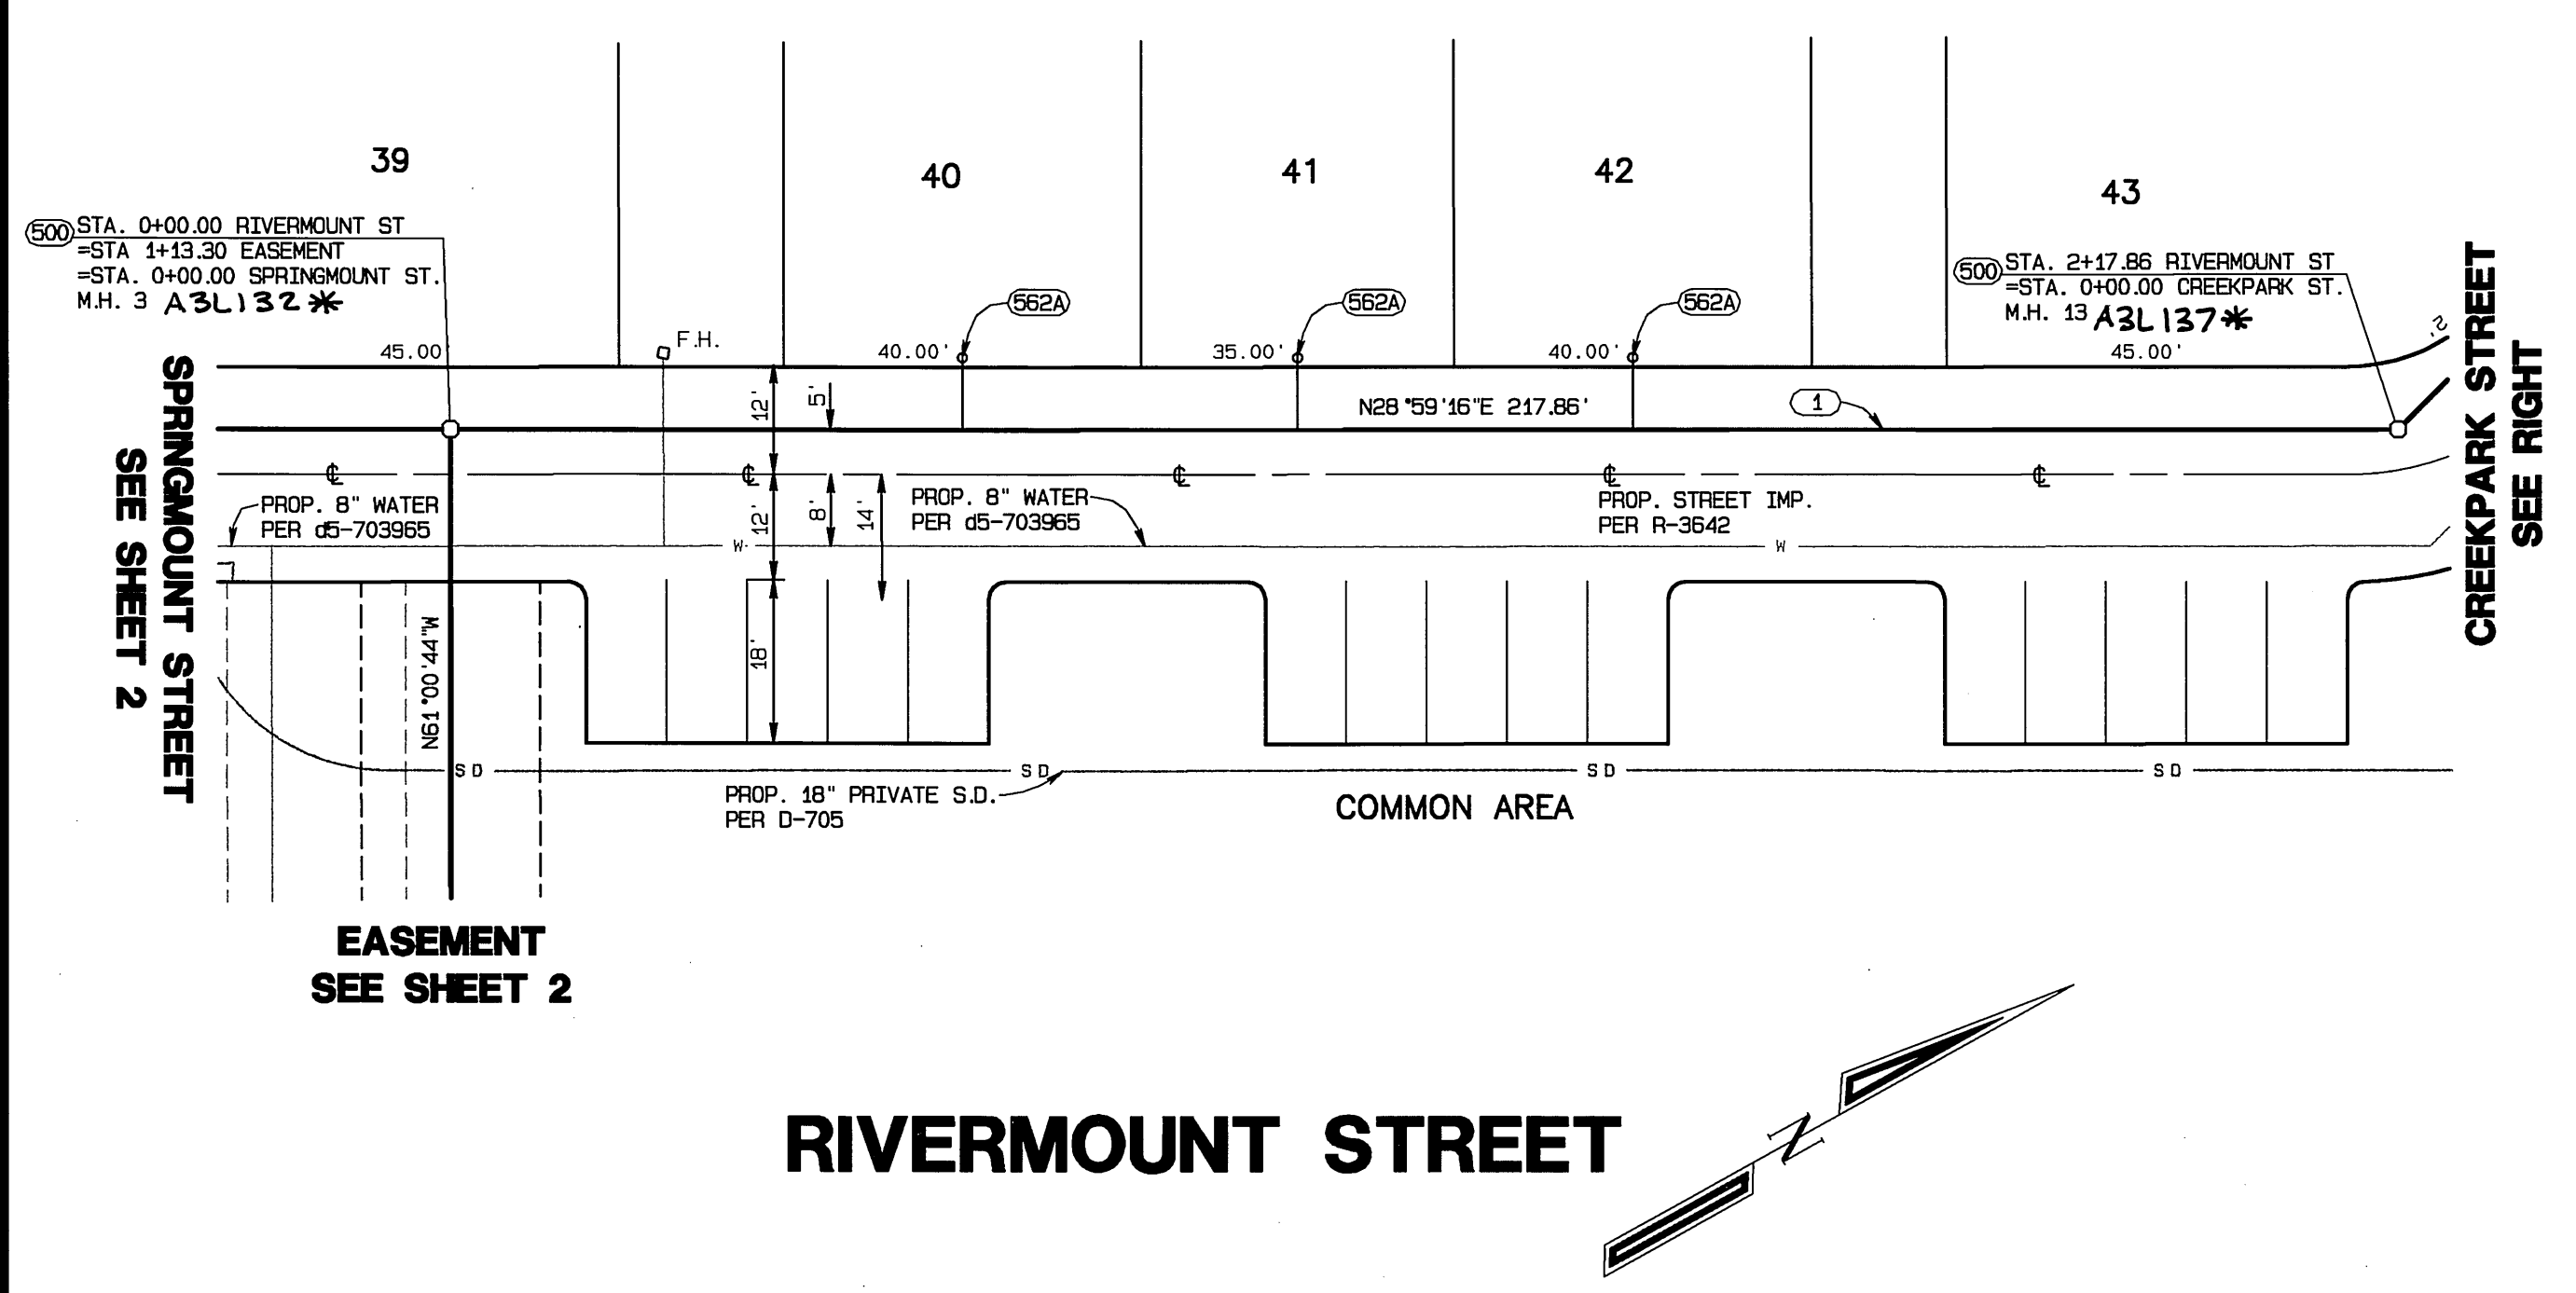 39
40
41
42
43
500
STA. 0+00.00 RIVERMOUNT ST
=STA 1+13.30 EASEMENT
=STA. 0+00.00 SPRINGMOUNT ST.
M.H. 3 A3L132*
500
STA. 2+17.86 RIVERMOUNT ST
=STA. 0+00.00 CREEKPARK ST.
M.H. 13 A3L137*
562A
562A
562A
F.H.
45.00
40.00'
35.00'
40.00'
45.00'
2'
12'
5'
N28°59'16"E 217.86'
1
SPRINGMOUNT STREET
SEE SHEET 2
CREEKPARK STREET
SEE RIGHT
℄
℄
℄
℄
℄
PROP. 8" WATER
PER d5-703965
12'
8'
14'
PROP. 8" WATER
PER d5-703965
PROP. STREET IMP.
PER R-3642
W
W
N61°00'44"W
18'
SD
SD
SD
SD
PROP. 18" PRIVATE S.D.
PER D-705
COMMON AREA
EASEMENT
SEE SHEET 2
RIVERMOUNT STREET
N